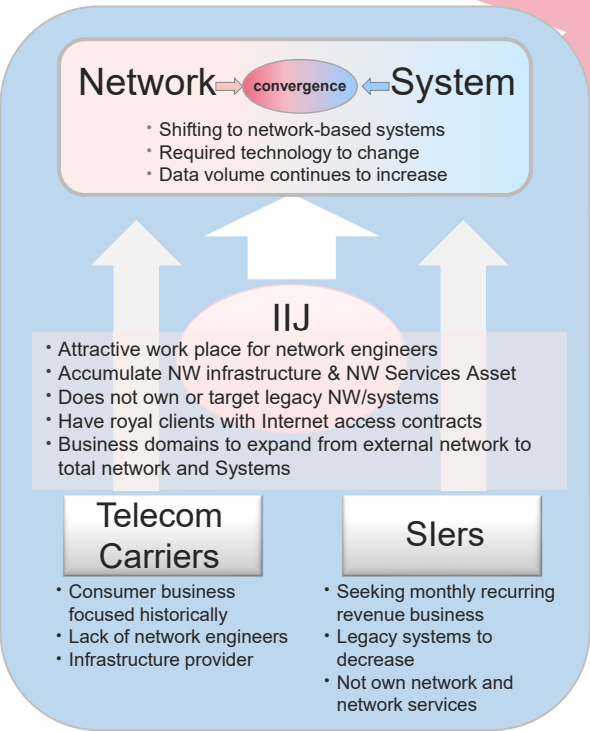 Network convergence System
・Shifting to network-based systems
・Required technology to change
・Data volume continues to increase
IIJ
・Attractive work place for network engineers
・Accumulate NW infrastructure & NW Services Asset
・Does not own or target legacy NW/systems
・Have royal clients with Internet access contracts
・Business domains to expand from external network to
total network and Systems
Telecom
Carriers
・Consumer business
focused historically
・Lack of network engineers
・Infrastructure provider
SIers
・Seeking monthly recurring
revenue business
・Legacy systems to
decrease
・Not own network and
network services